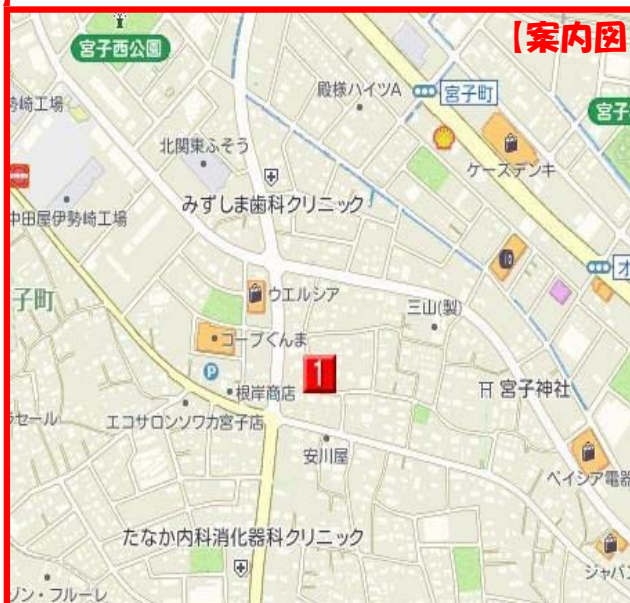 【案内図
宮子西公園
勢崎工場
殿様ハイツA
宮子町
宮子
北関東ふそう
ケーズデンキ
みずしま歯科クリニック
中田屋伊勢崎工場
オ
子町
ウエルシア
三山(製)
コープぐんま
1
P
根岸商店
宮子神社
ラセール
エコサロンソワカ宮子店
安川屋
ベイシア電器
たなか内科消化器科クリニック
ジャパン
ゾン・フルーレ